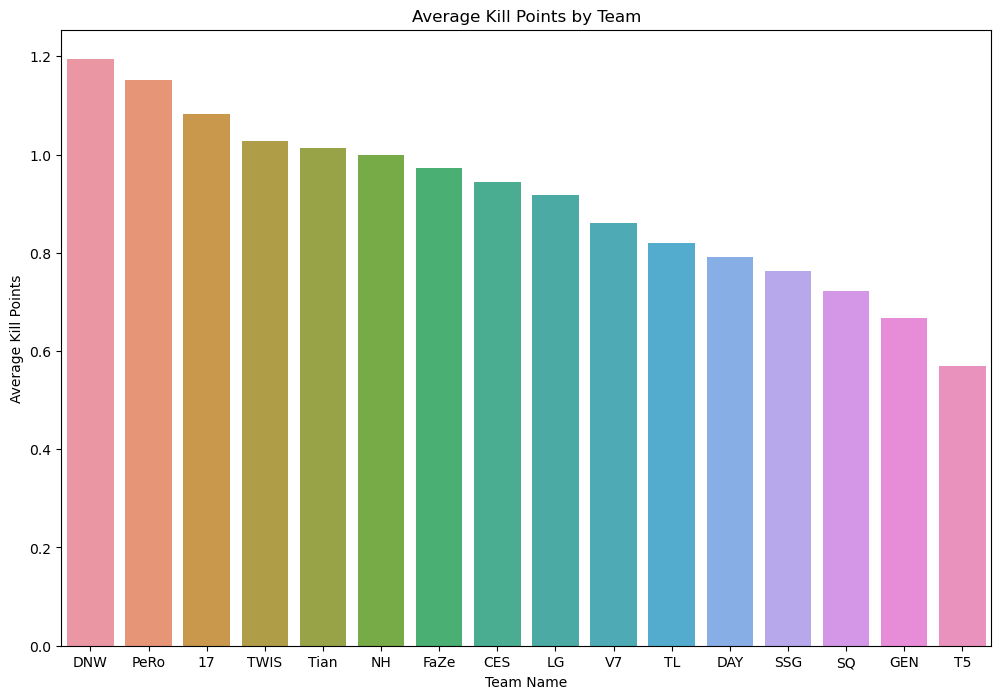 Average Kill Points by Team
Average Kill Points
1.2
1.0
0.8
0.6
0.4
0.2
0.0
DNW PeRo 17 TWIS Tian NH FaZe CES LG V7 TL DAY SSG SQ GEN T5
Team Name